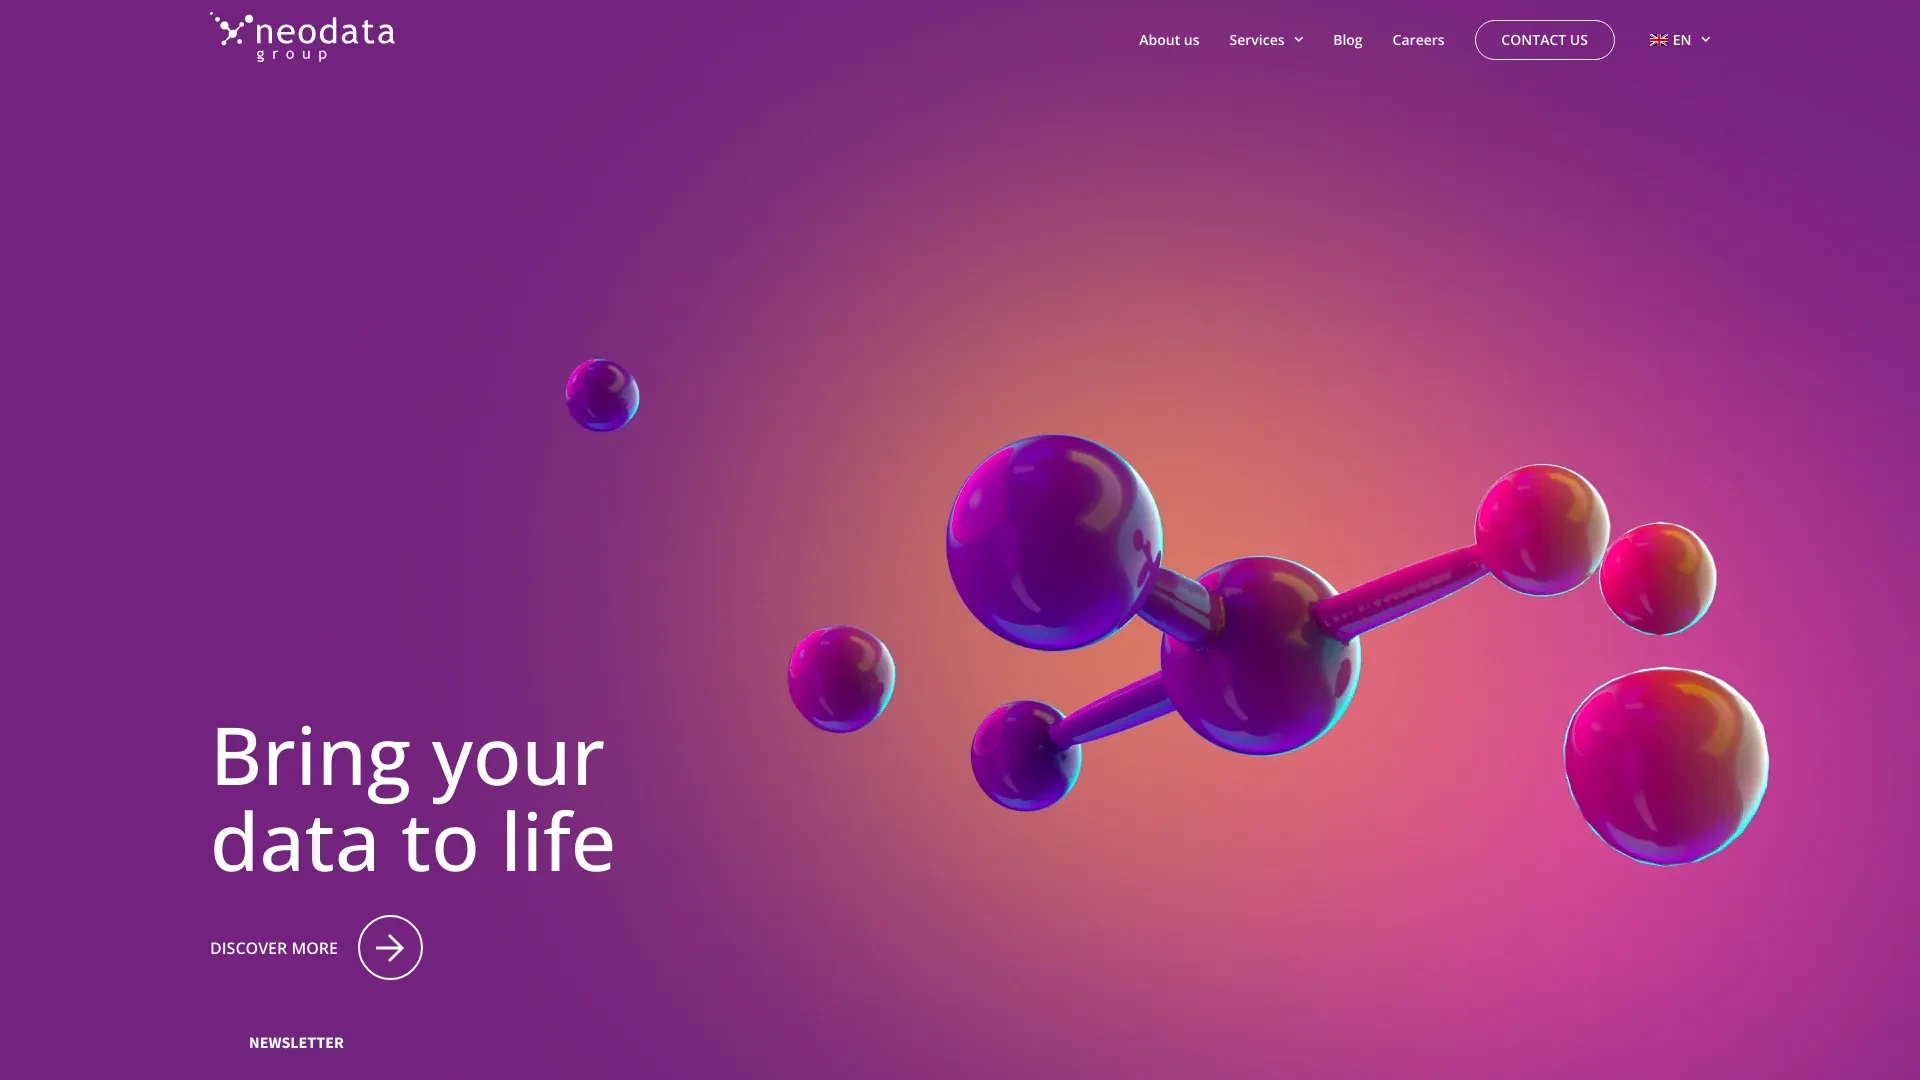 neodata
group
About us
Services
Blog
Careers
CONTACT US
EN
Bring your
data to life
DISCOVER MORE
NEWSLETTER